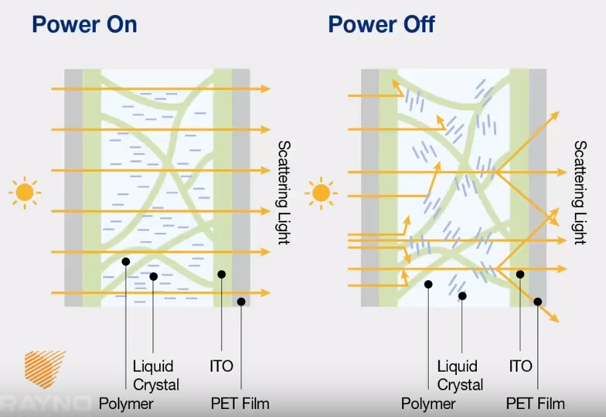 Power On
Power Off
Scattering Light
Scattering Light
Liquid
Crystal
ITO
Polymer
PET Film
Liquid
Crystal
ITO
Polymer
PET Film
RAYNO